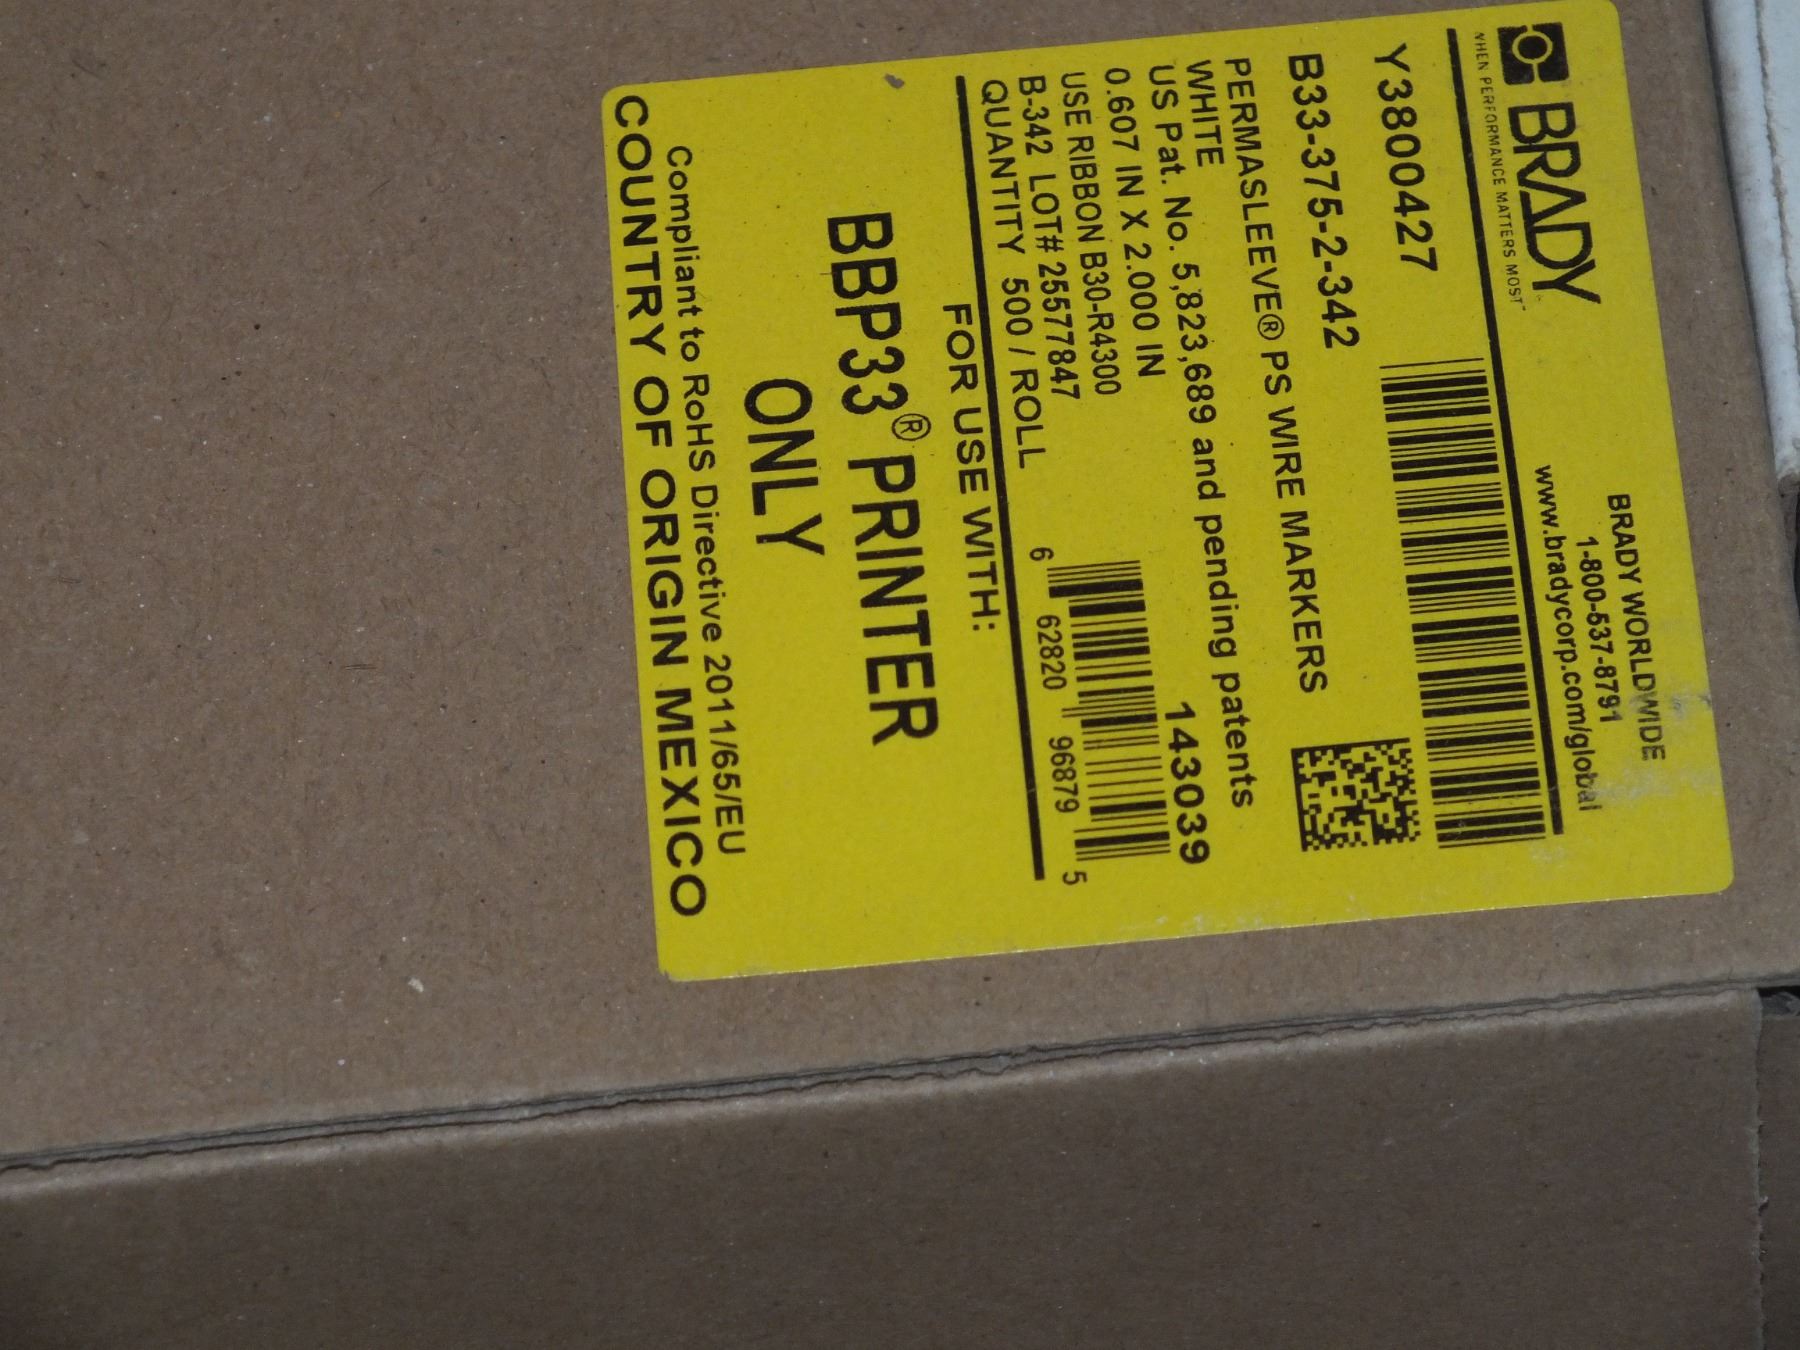 BRADY
WHEN PERFORMANCE MATTERS MOST™
BRADY WORLDWIDE
1-800-537-8791
www.bradycorp.com/global
Y3800427
B33-375-2-342
PERMASLEEVE® PS WIRE MARKERS
WHITE
US Pat. No. 5,823,689 and pending patents
0.607 IN X 2.000 IN
143039
USE RIBBON B30-R4300
B-342 LOT# 25577847
QUANTITY 500 / ROLL
6 62820 96879 5
FOR USE WITH:
BBP33® PRINTER
ONLY
Compliant to RoHS Directive 2011/65/EU
COUNTRY OF ORIGIN MEXICO